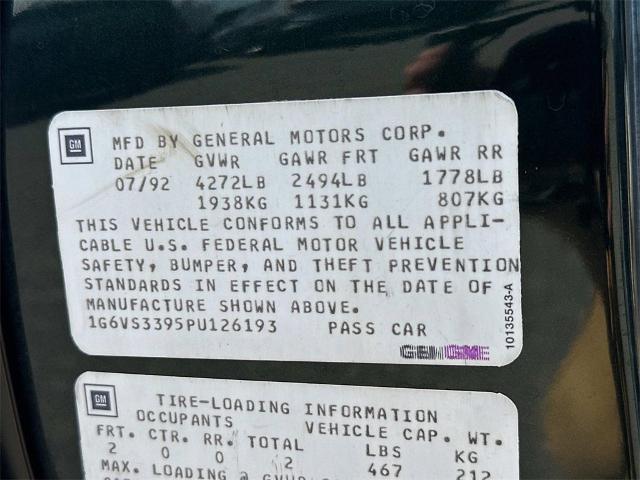 GM
MFD BY GENERAL MOTORS CORP.
DATE GVWR GAWR FRT GAWR RR
07/92 4272LB 2494LB 1778LB
1938KG 1131KG 807KG
THIS VEHICLE CONFORMS TO ALL APPLI-
CABLE U.S. FEDERAL MOTOR VEHICLE
SAFETY, BUMPER, AND THEFT PREVENTION
STANDARDS IN EFFECT ON THE DATE OF
MANUFACTURE SHOWN ABOVE.
1G6VS3395PU126193 PASS CAR
10135543-A
GM
TIRE-LOADING INFORMATION
OCCUPANTS VEHICLE CAP. WT.
FRT. CTR. RR. TOTAL LBS KG
2 0 0 2 467 212
MAX. LOADING @